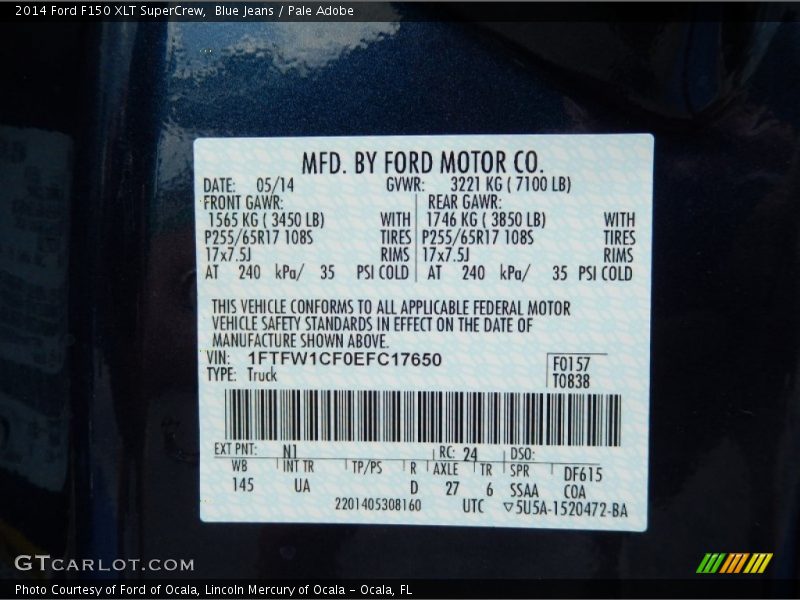 2014 Ford F150 XLT SuperCrew, Blue Jeans / Pale Adobe
MFD. BY FORD MOTOR CO.
DATE: 05/14 GVWR: 3221 KG ( 7100 LB)
FRONT GAWR: REAR GAWR:
1565 KG ( 3450 LB) WITH 1746 KG ( 3850 LB) WITH
P255/65R17 108S TIRES P255/65R17 108S TIRES
17x7.5J RIMS 17x7.5J RIMS
AT 240 kPa/ 35 PSI COLD AT 240 kPa/ 35 PSI COLD
THIS VEHICLE CONFORMS TO ALL APPLICABLE FEDERAL MOTOR
VEHICLE SAFETY STANDARDS IN EFFECT ON THE DATE OF
MANUFACTURE SHOWN ABOVE.
VIN: 1FTFW1CF0EFC17650
TYPE: Truck
F0157
T0838
EXT PNT: N1 RC: 24 DSO:
WB INT TR TP/PS R AXLE TR SPR DF615
145 UA D 27 6 SSAA COA
2201405308160 UTC ▽5U5A-1520472-BA
GTCARLOT.COM
Photo Courtesy of Ford of Ocala, Lincoln Mercury of Ocala - Ocala, FL